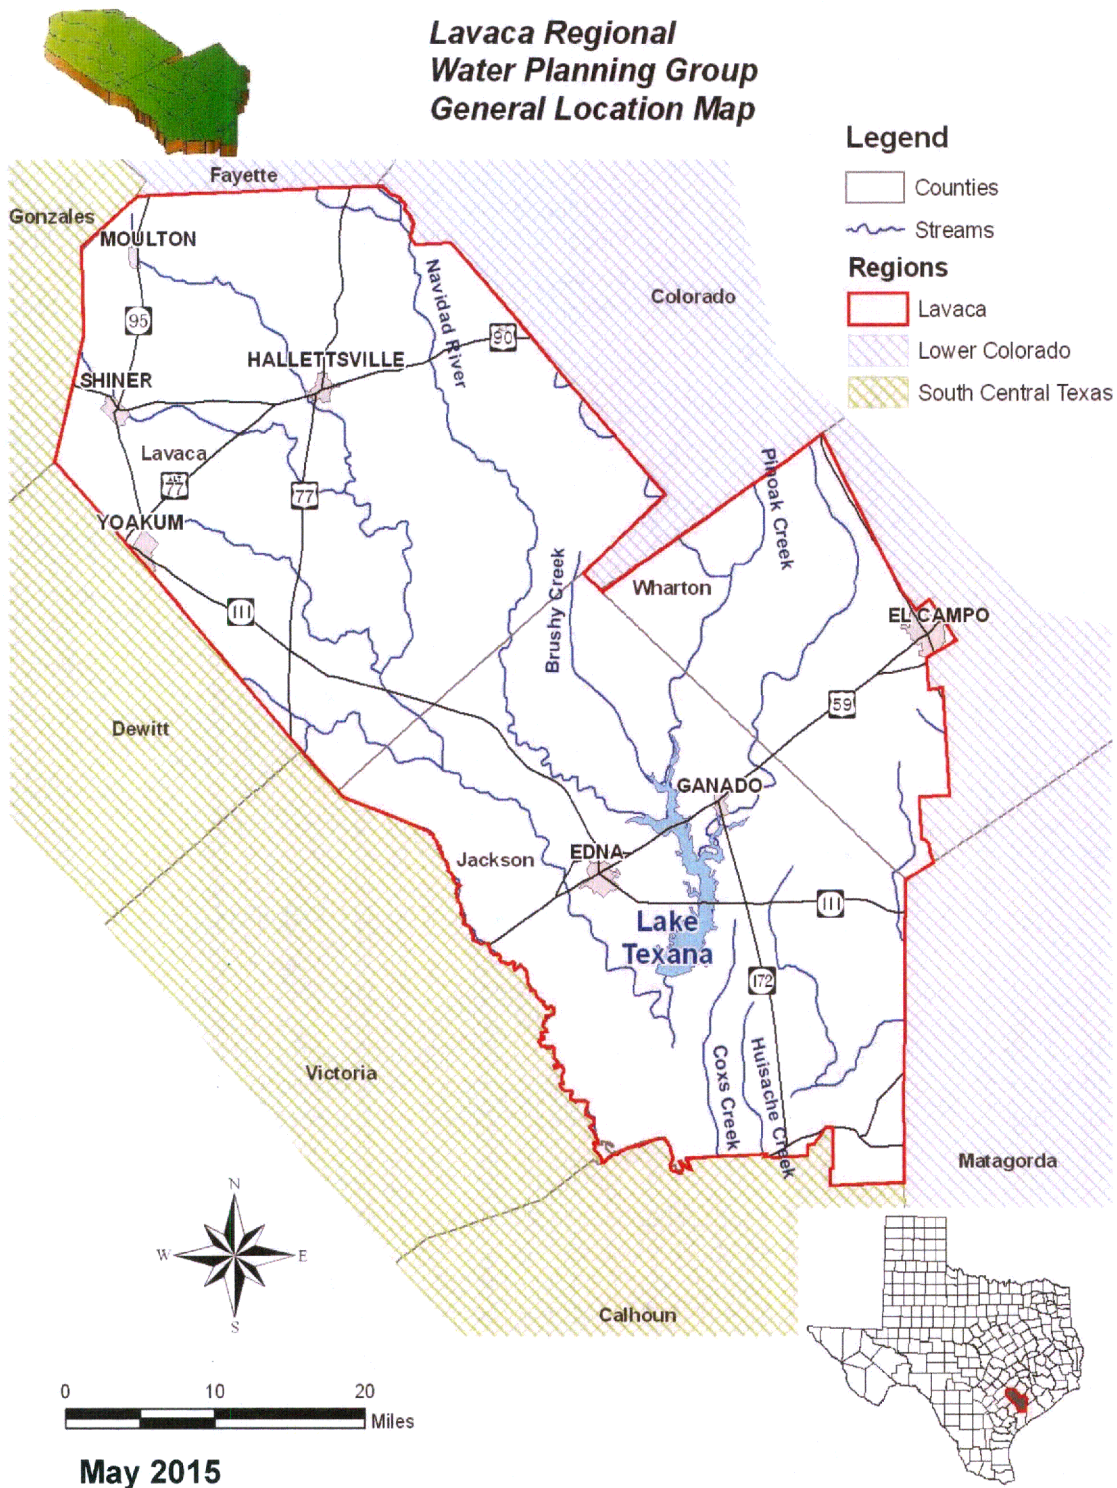 Lavaca Regional
Water Planning Group
General Location Map
Legend
Counties
Streams
Regions
Lavaca
Lower Colorado
South Central Texas
Fayette
Gonzales
MOULTON
Navidad River
Colorado
95
90
HALLETTSVILLE
SHINER
Lavaca
ALT
77
77
YOAKUM
Pinoak Creek
Brushy Creek
Wharton
111
EL CAMPO
59
Dewitt
GANADO
Jackson
EDNA
111
Lake
Texana
172
Coxs Creek
Huisache Creek
Victoria
Matagorda
N
W
E
S
Calhoun
0
10
20
Miles
May 2015